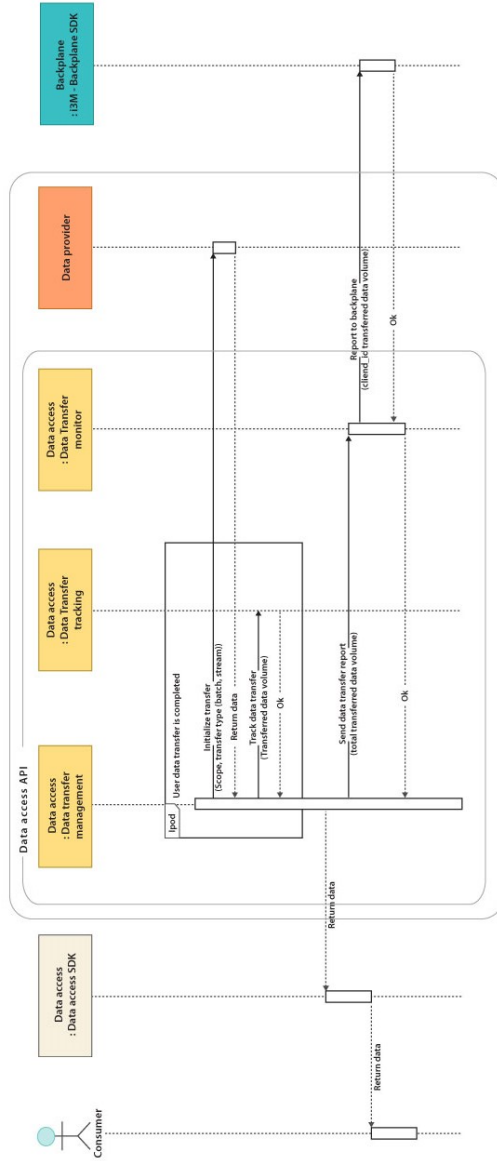 Consumer
Data access
: Data access SDK
Data access API
Data access
: Data transfer
management
Data access
: Data Transfer
tracking
Data access
: Data Transfer
monitor
Data provider
Backplane
: i3M - Backplane SDK
lpod
User data transfer is completed
Initialize transfer
(Scope, transfer type (batch, stream))
Return data
Track data transfer
(Transferred data volume)
Ok
Return data
Send data transfer report
(total transferred data volume)
Report to backplane
(cliend_id transferred data volume)
Return data
Ok
Ok